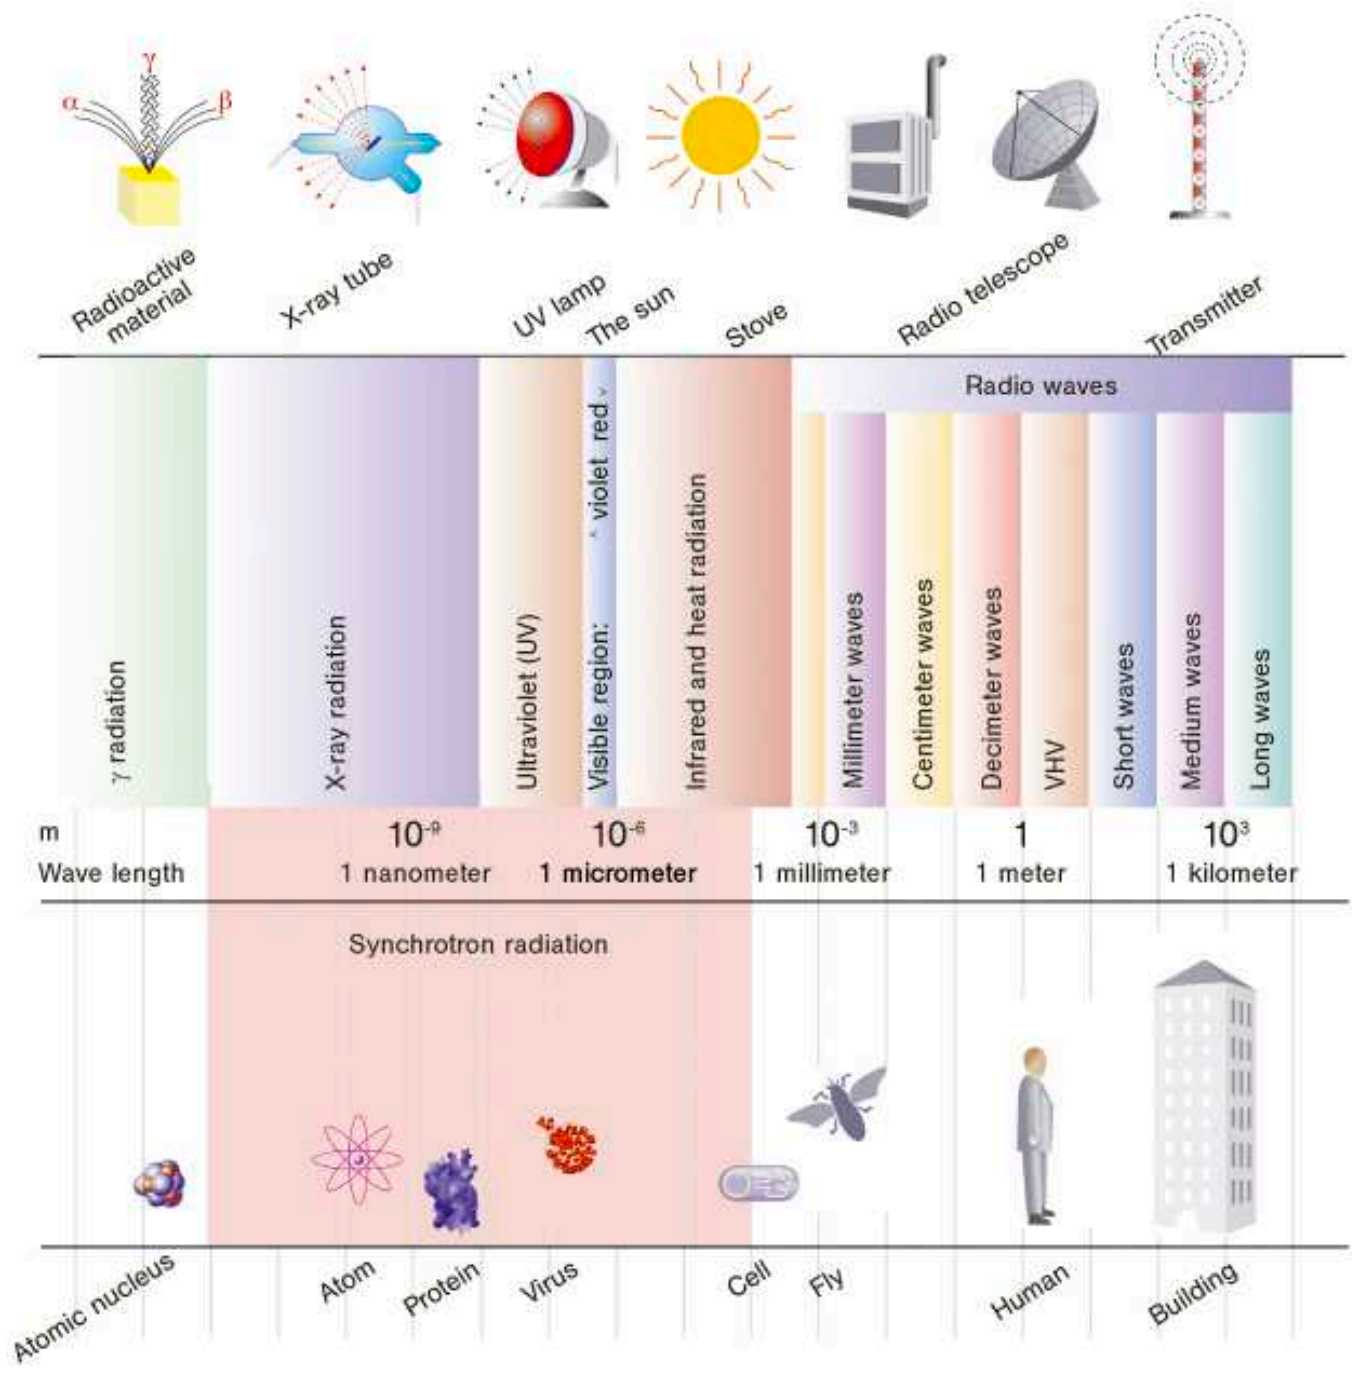 γ
α
β
Radioactive
material
X-ray tube
UV lamp
The sun
Stove
Radio telescope
Transmitter
Radio waves
γ radiation
X-ray radiation
Ultraviolet (UV)
Visible region: ^ violet red ˅
Infrared and heat radiation
Millimeter waves
Centimeter waves
Decimeter waves
VHV
Short waves
Medium waves
Long waves
m 10⁻⁹ 10⁻⁶ 10⁻³ 1 10³
Wave length 1 nanometer 1 micrometer 1 millimeter 1 meter 1 kilometer
Synchrotron radiation
Atomic nucleus
Atom
Protein
Virus
Cell
Fly
Human
Building